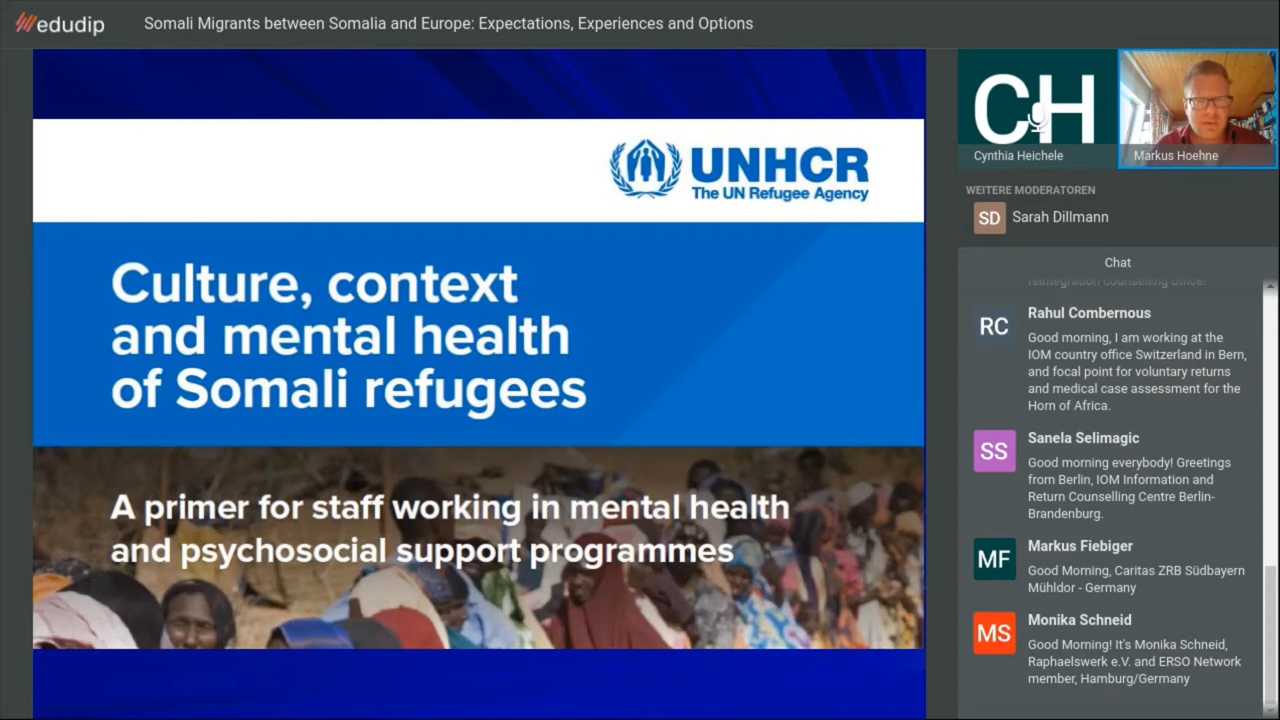 edudip
Somali Migrants between Somalia and Europe: Expectations, Experiences and Options
UNHCR
The UN Refugee Agency
Culture, context
and mental health
of Somali refugees
A primer for staff working in mental health
and psychosocial support programmes
CH
Cynthia Heichele
Markus Hoehne
WEITERE MODERATOREN
SD
Sarah Dillmann
Chat
reintegration counselling office!
RC
Rahul Combernous
Good morning, I am working at the
IOM country office Switzerland in Bern,
and focal point for voluntary returns
and medical case assessment for the
Horn of Africa.
SS
Sanela Selimagic
Good morning everybody! Greetings
from Berlin, IOM Information and
Return Counselling Centre Berlin-
Brandenburg.
MF
Markus Fiebiger
Good Morning, Caritas ZRB Südbayern
Mühldor - Germany
MS
Monika Schneid
Good Morning! It's Monika Schneid,
Raphaelswerk e.V. and ERSO Network
member, Hamburg/Germany